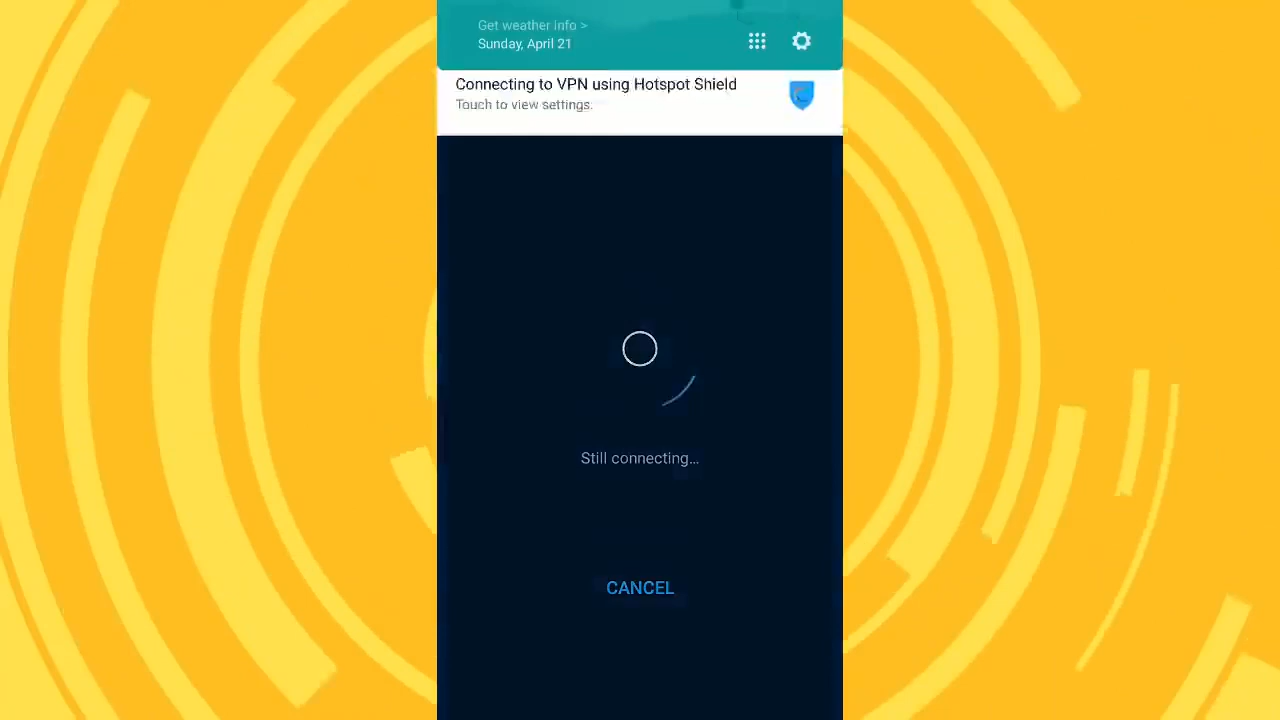 Get weather info >
Sunday, April 21
Connecting to VPN using Hotspot Shield
Touch to view settings.
Still connecting...
CANCEL